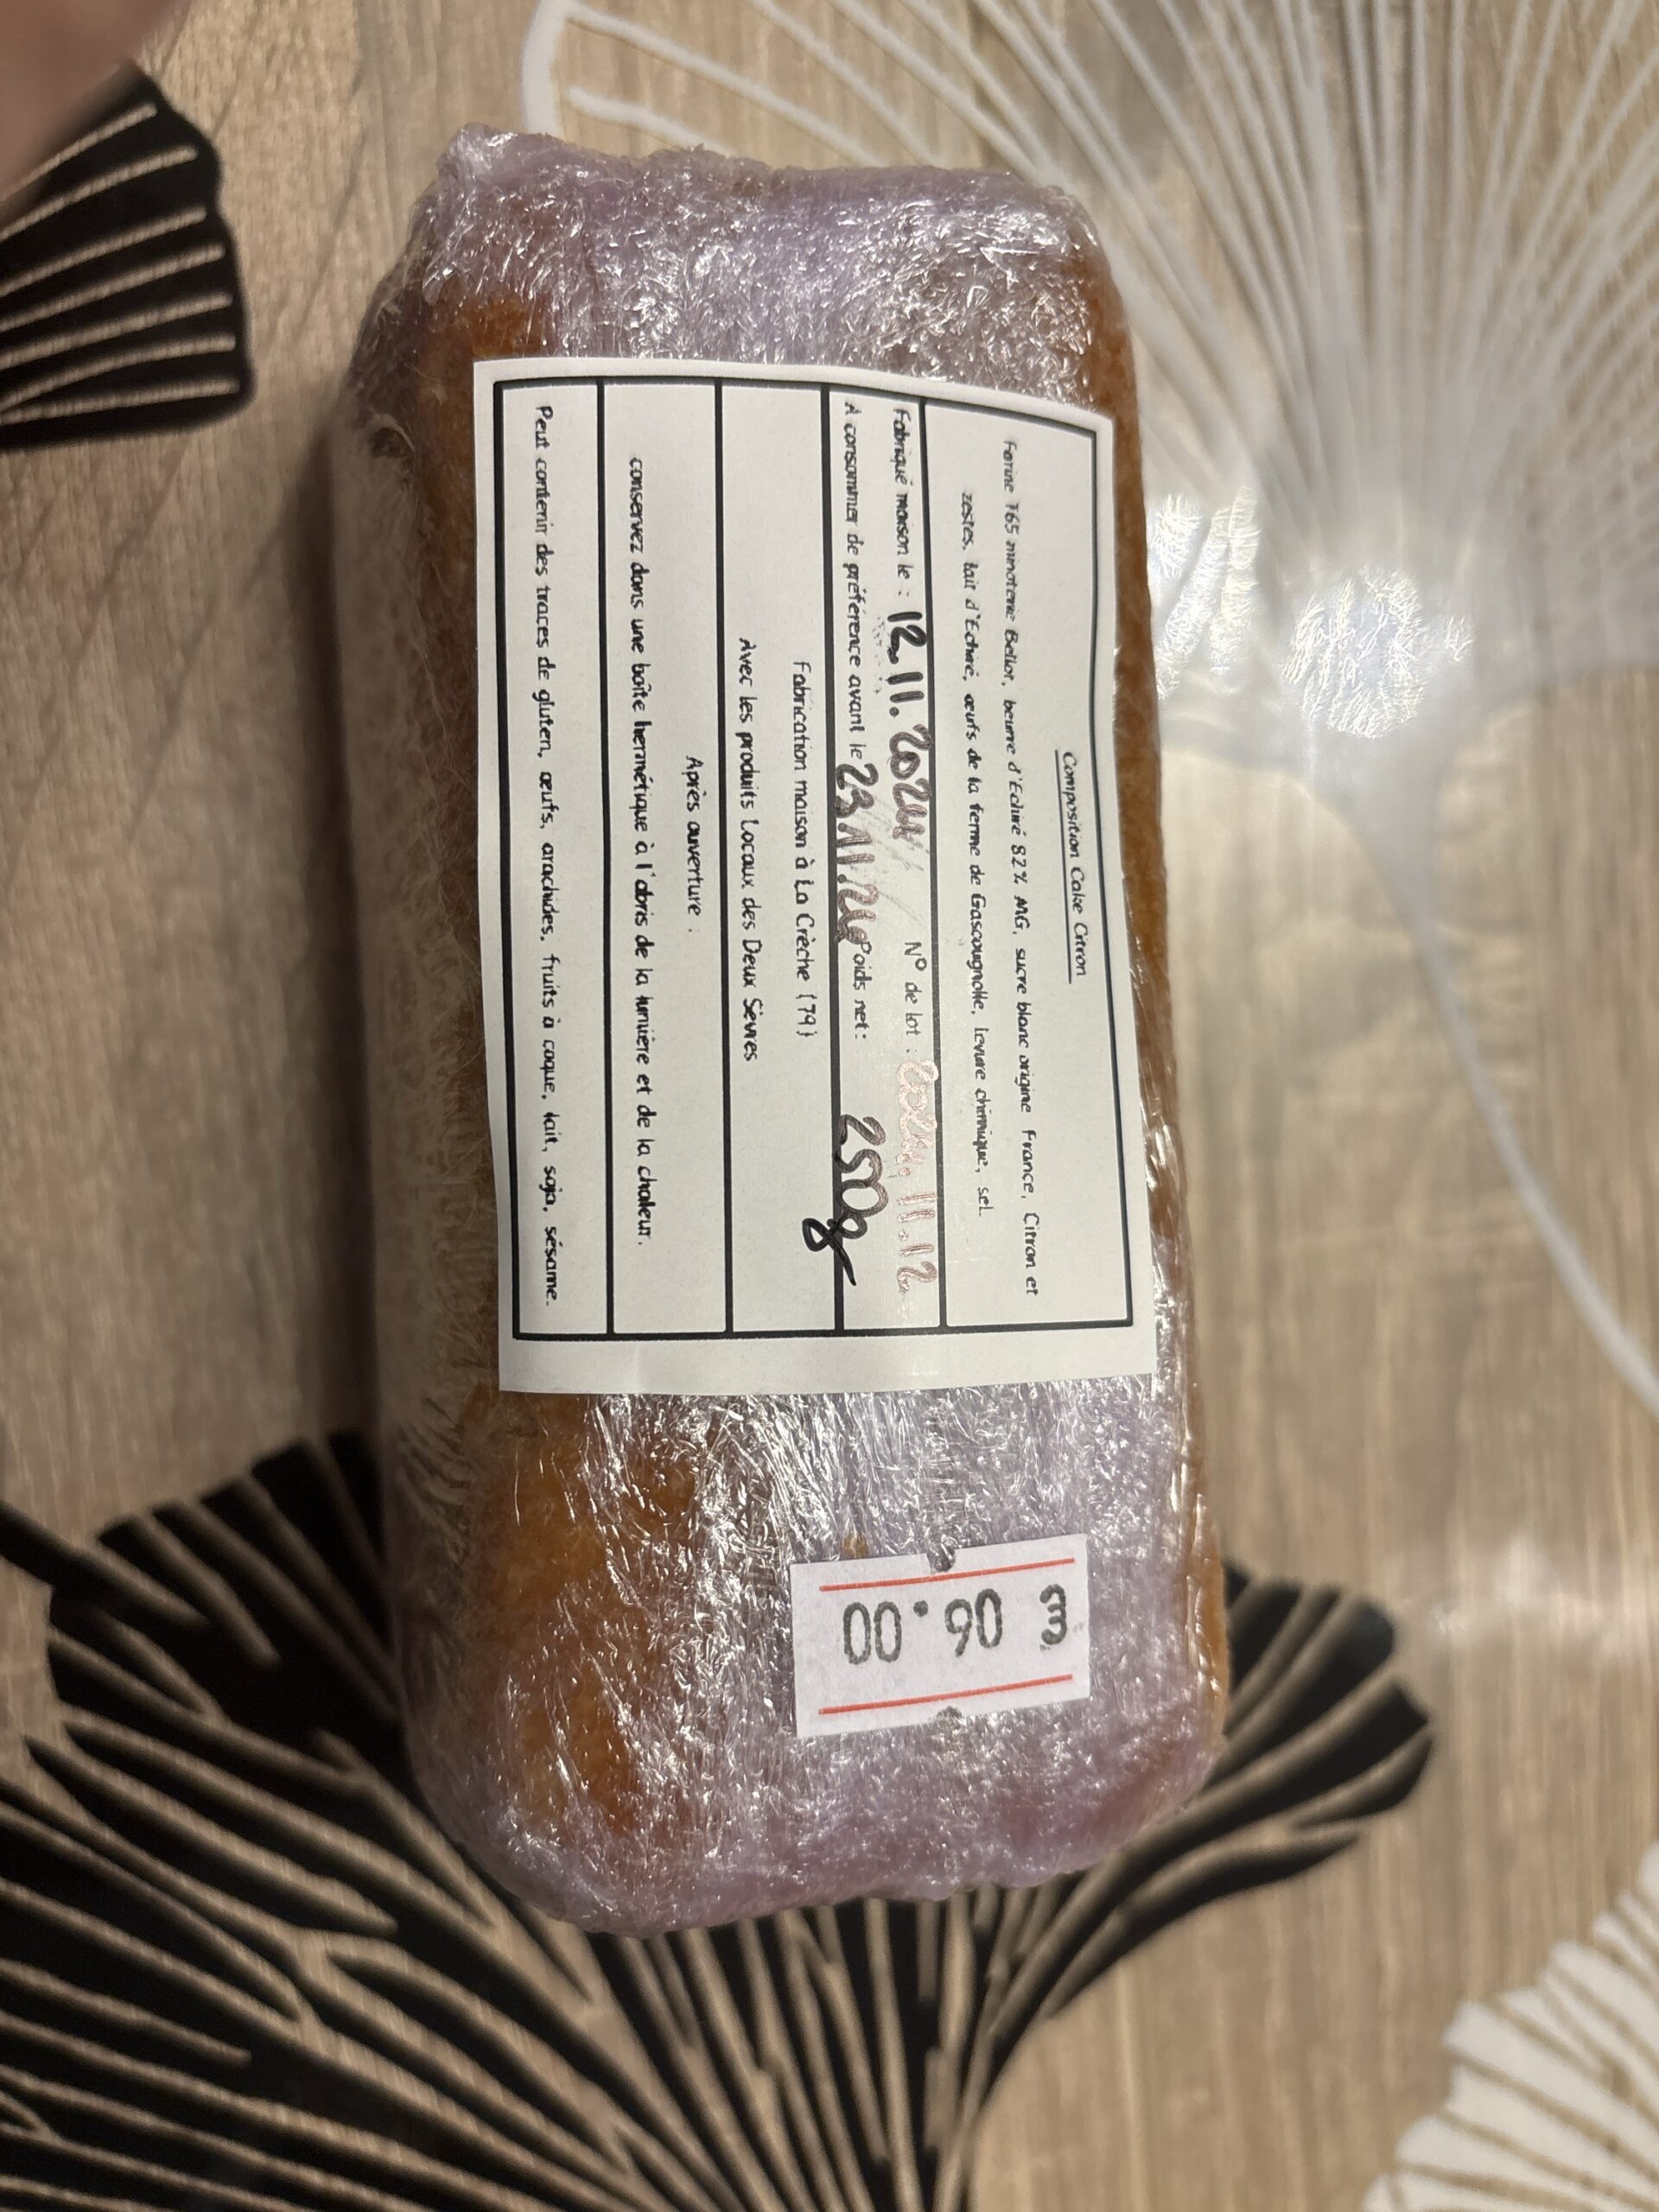 Composition Cake Citron
Farine T65 minoterie Bellot, beurre d'Echiré 82% MG, sucre blanc origine France, Citron et
zestes, lait d'Echiré, œufs de la ferme de Gascougnolle, levure chimique, sel.
Fabriqué maison le : 12.11.2024 N° de lot : 2024.11.12
A consommer de préférence avant le 23.11.24 Poids net: 250g
Fabrication maison à La Crèche (79)
Avec les produits Locaux des Deux Sèvres
Après ouverture :
conservez dans une boîte hermétique à l'abris de la lumière et de la chaleur.
Peut contenir des traces de gluten, œufs, arachides, fruits à coque, lait, soja, sésame.
€ 06.00